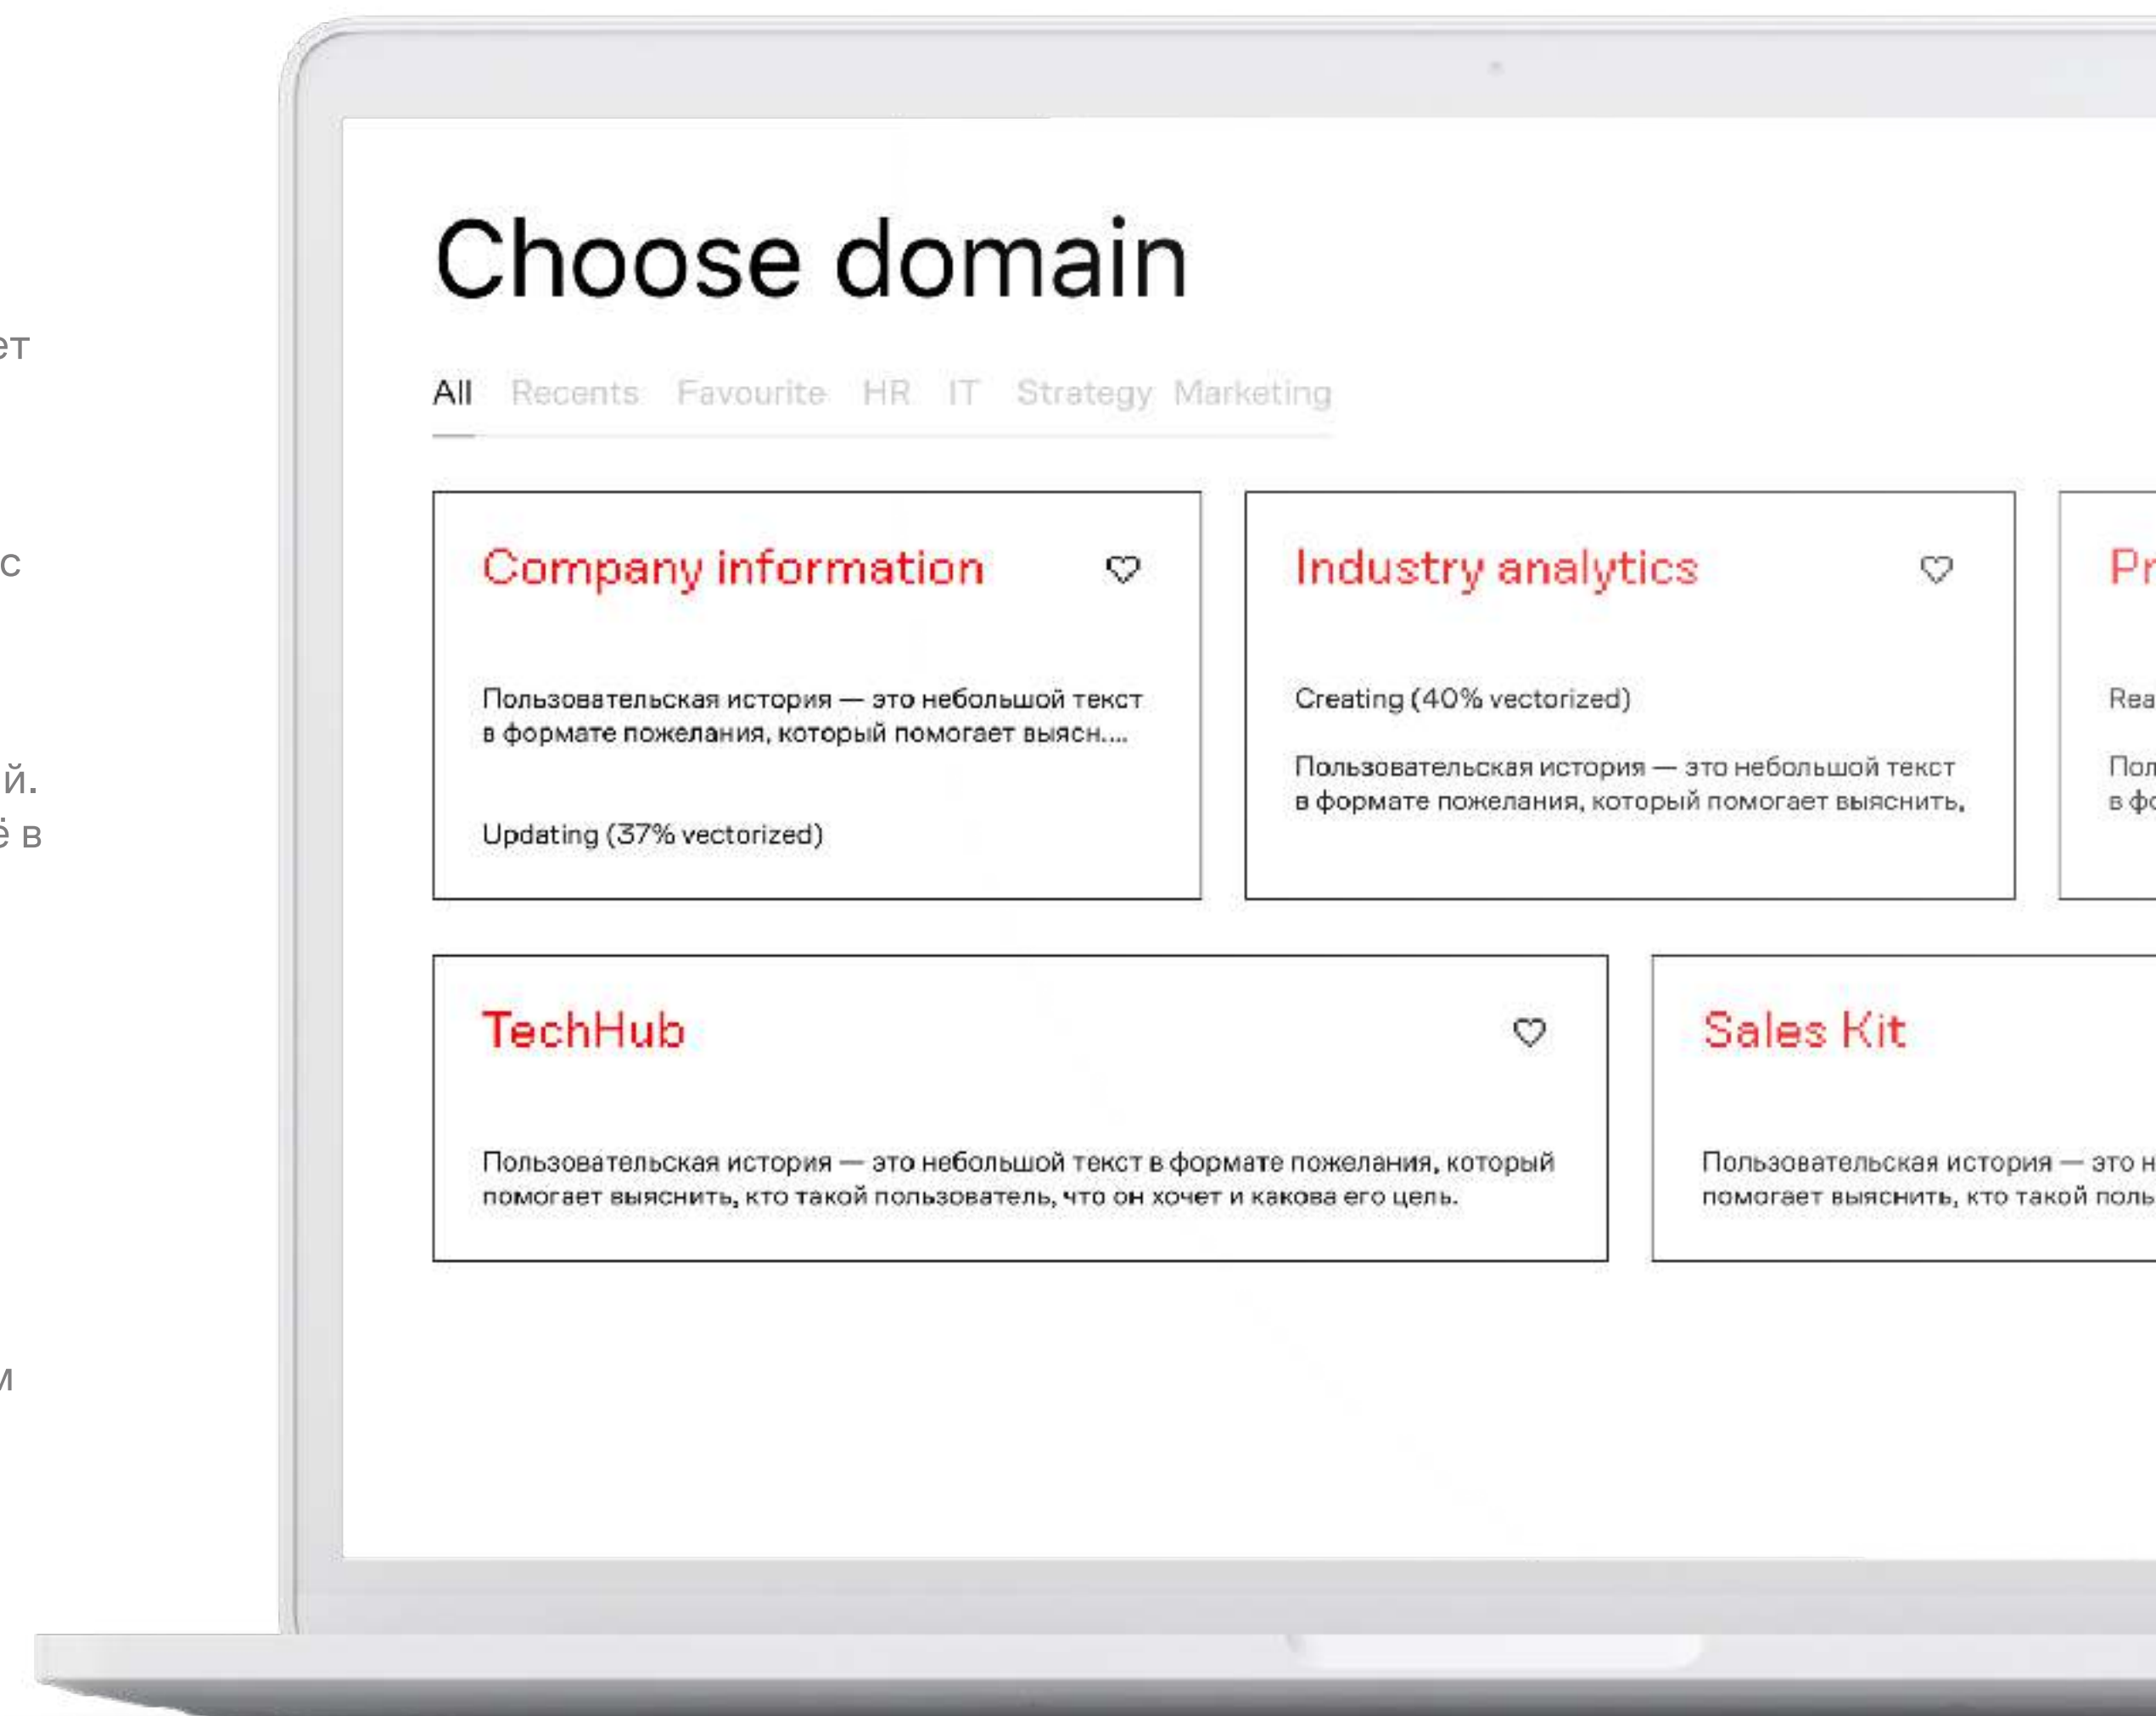 ет
с
й.
ё в
м
Choose domain
All Recents Favourite HR IT Strategy Marketing
Company information
Пользовательская история — это небольшой текст
в формате пожелания, который помогает выясн....
Updating (37% vectorized)
Industry analytics
Creating (40% vectorized)
Пользовательская история — это небольшой текст
в формате пожелания, который помогает выяснить,
Pr
Rea
Пол
в фо
TechHub
Пользовательская история — это небольшой текст в формате пожелания, который
помогает выяснить, кто такой пользователь, что он хочет и какова его цель.
Sales Kit
Пользовательская история — это н
помогает выяснить, кто такой поль